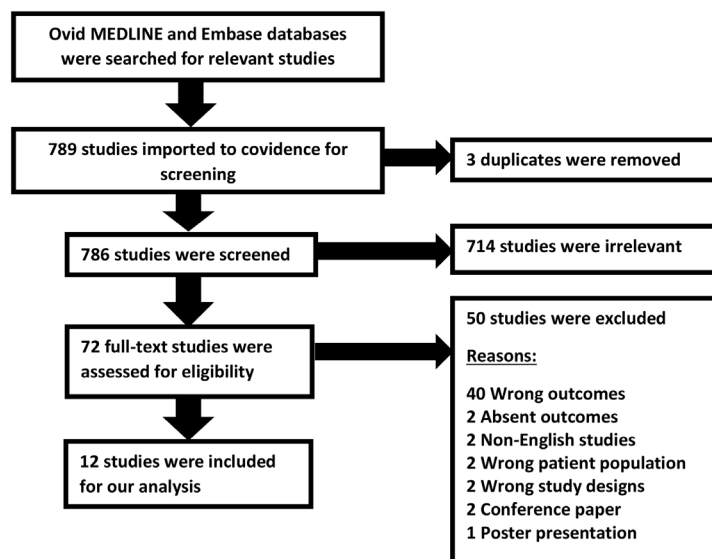 Ovid MEDLINE and Embase databases
were searched for relevant studies
789 studies imported to covidence for
screening
3 duplicates were removed
786 studies were screened
714 studies were irrelevant
72 full-text studies were
assessed for eligibility
50 studies were excluded
Reasons:
40 Wrong outcomes
2 Absent outcomes
2 Non-English studies
2 Wrong patient population
2 Wrong study designs
2 Conference paper
1 Poster presentation
12 studies were included
for our analysis